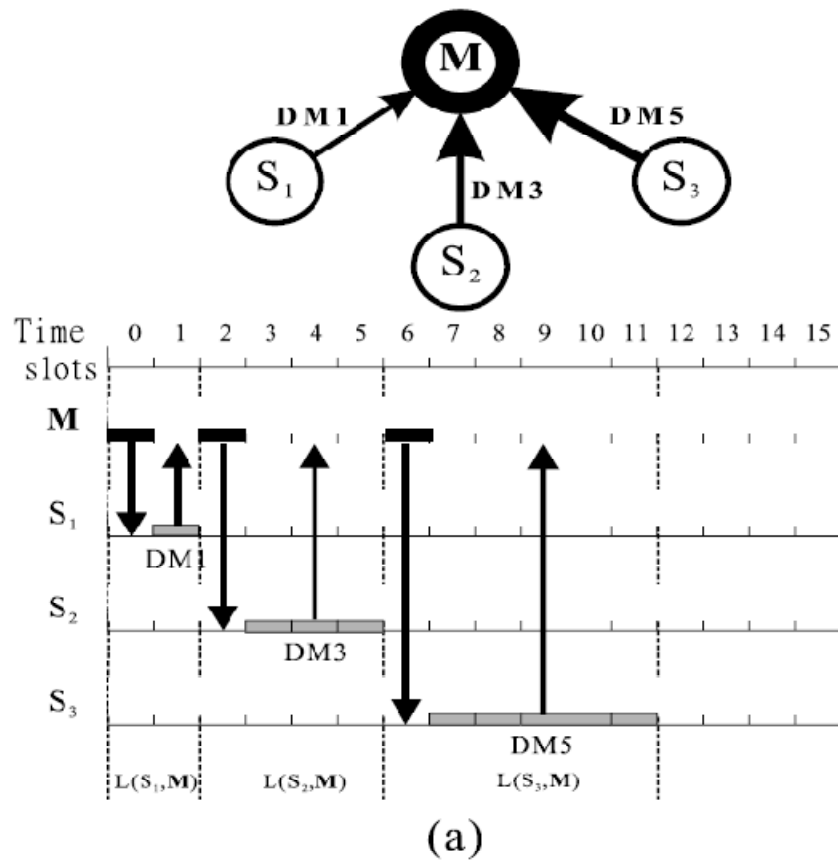 M
DM1
DM5
S₁
S₃
DM3
S₂
Time slots
0 1 2 3 4 5 6 7 8 9 10 11 12 13 14 15
M
S₁
DM1
S₂
DM3
S₃
DM5
L(S₁,M) L(S₂,M) L(S₃,M)
(a)